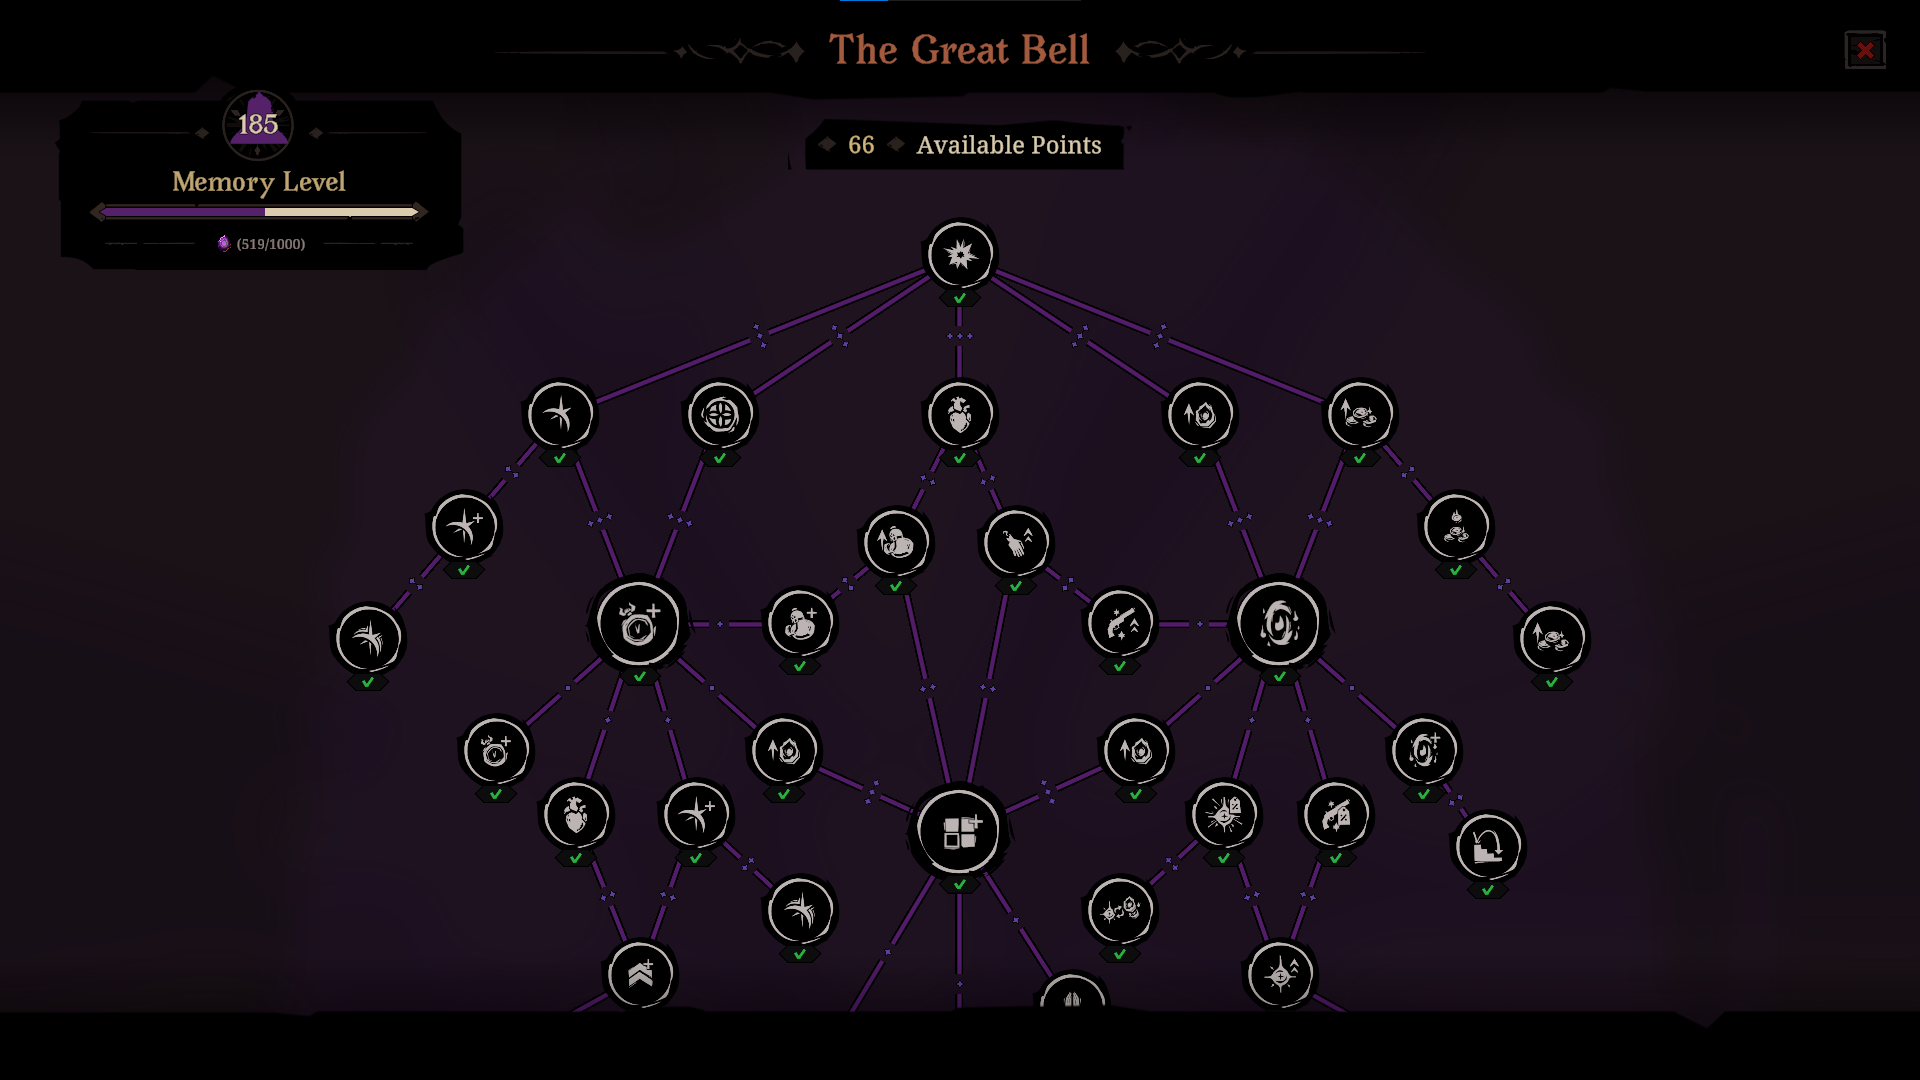 The Great Bell
185
Memory Level
(519/1000)
66 Available Points